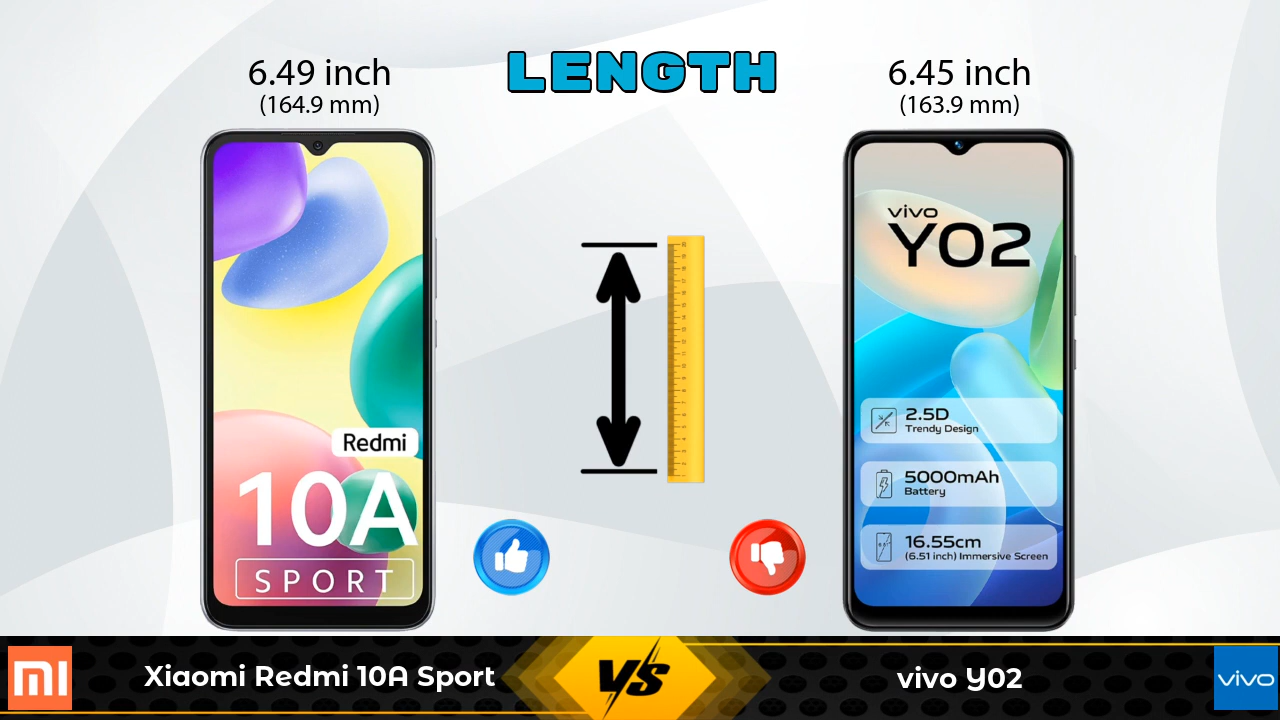 LENGTH
6.49 inch
(164.9 mm)
6.45 inch
(163.9 mm)
Redmi
10A
SPORT
vivo
Y02
2.5D
Trendy Design
5000mAh
Battery
16.55cm
(6.51 inch) Immersive Screen
mi
Xiaomi Redmi 10A Sport
VS
vivo Y02
vivo